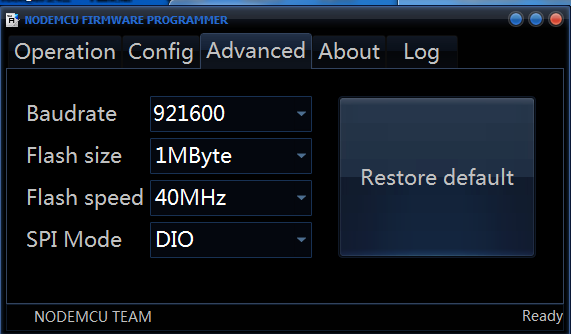 NODEMCU FIRMWARE PROGRAMMER
Operation Config Advanced About Log
Baudrate 921600
Flash size 1MByte
Flash speed 40MHz
SPI Mode DIO
Restore default
NODEMCU TEAM Ready